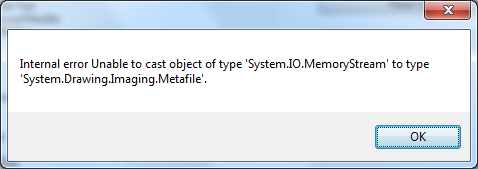 Internal error Unable to cast object of type 'System.IO.MemoryStream' to type
'System.Drawing.Imaging.Metafile'.
OK